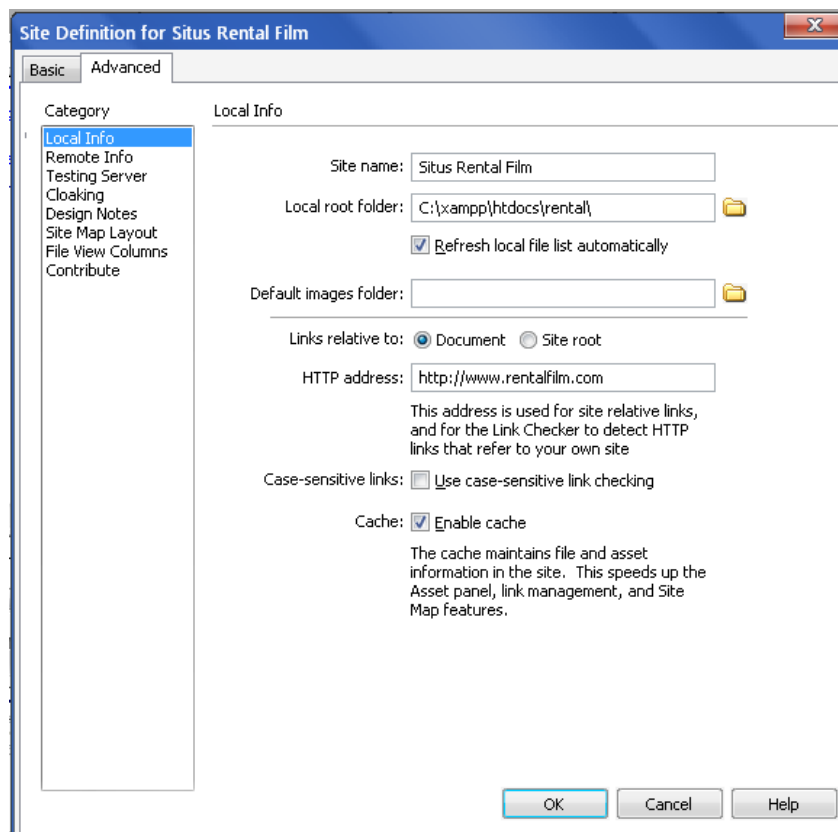 Site Definition for Situs Rental Film
Basic
Advanced
Category
Local Info
Remote Info
Testing Server
Cloaking
Design Notes
Site Map Layout
File View Columns
Contribute
Local Info
Site name: Situs Rental Film
Local root folder: C:\xampp\htdocs\rental\
Refresh local file list automatically
Default images folder:
Links relative to: Document Site root
HTTP address: http://www.rentalfilm.com
This address is used for site relative links,
and for the Link Checker to detect HTTP
links that refer to your own site
Case-sensitive links: Use case-sensitive link checking
Cache: Enable cache
The cache maintains file and asset
information in the site. This speeds up the
Asset panel, link management, and Site
Map features.
OK Cancel Help